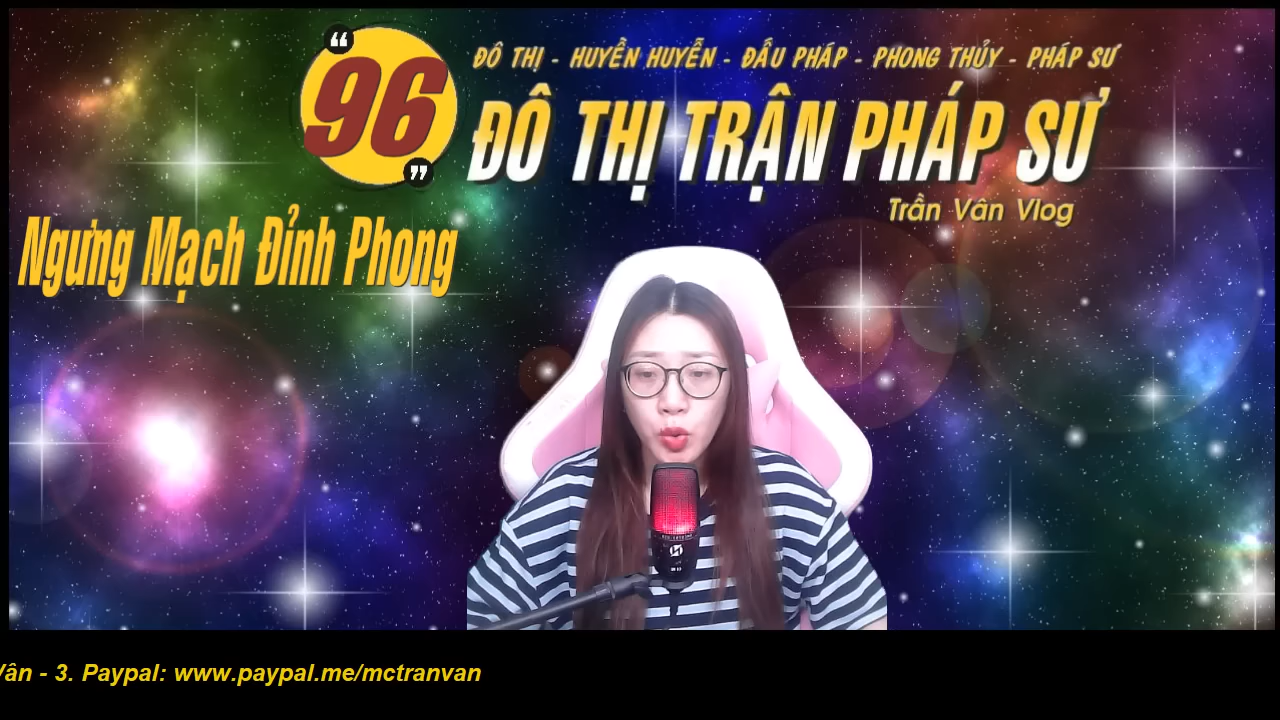 “
96
”
ĐÔ THỊ - HUYỀN HUYỄN - ĐẤU PHÁP - PHONG THỦY - PHÁP SƯ
ĐÔ THỊ TRẬN PHÁP SƯ
Trần Vân Vlog
Ngưng Mạch Đỉnh Phong
Vân - 3. Paypal: www.paypal.me/mctranvan